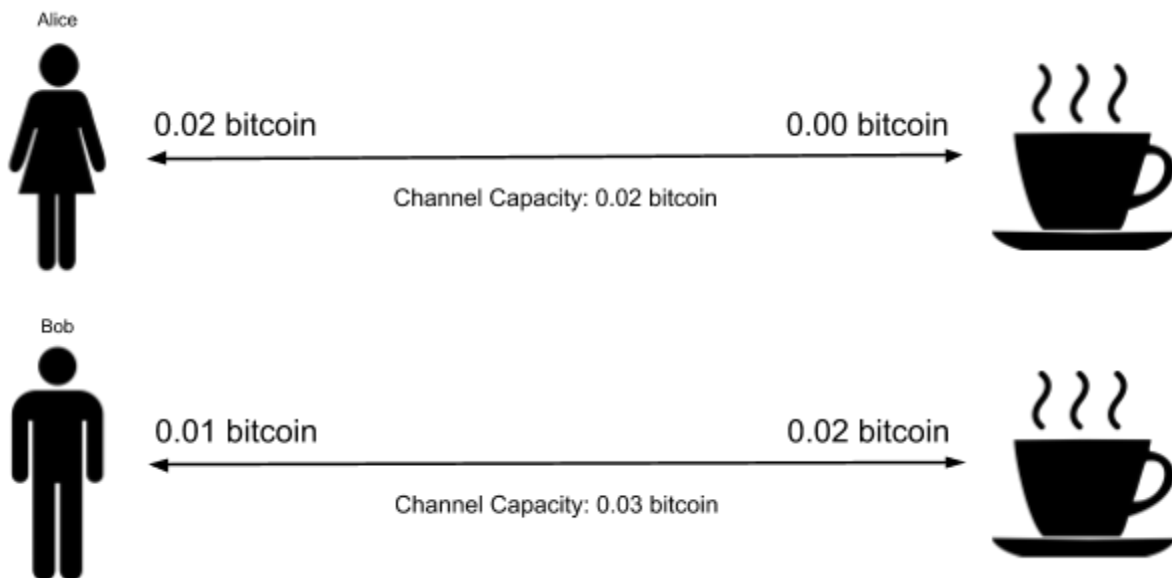 Alice
0.02 bitcoin 0.00 bitcoin
Channel Capacity: 0.02 bitcoin
Bob
0.01 bitcoin 0.02 bitcoin
Channel Capacity: 0.03 bitcoin